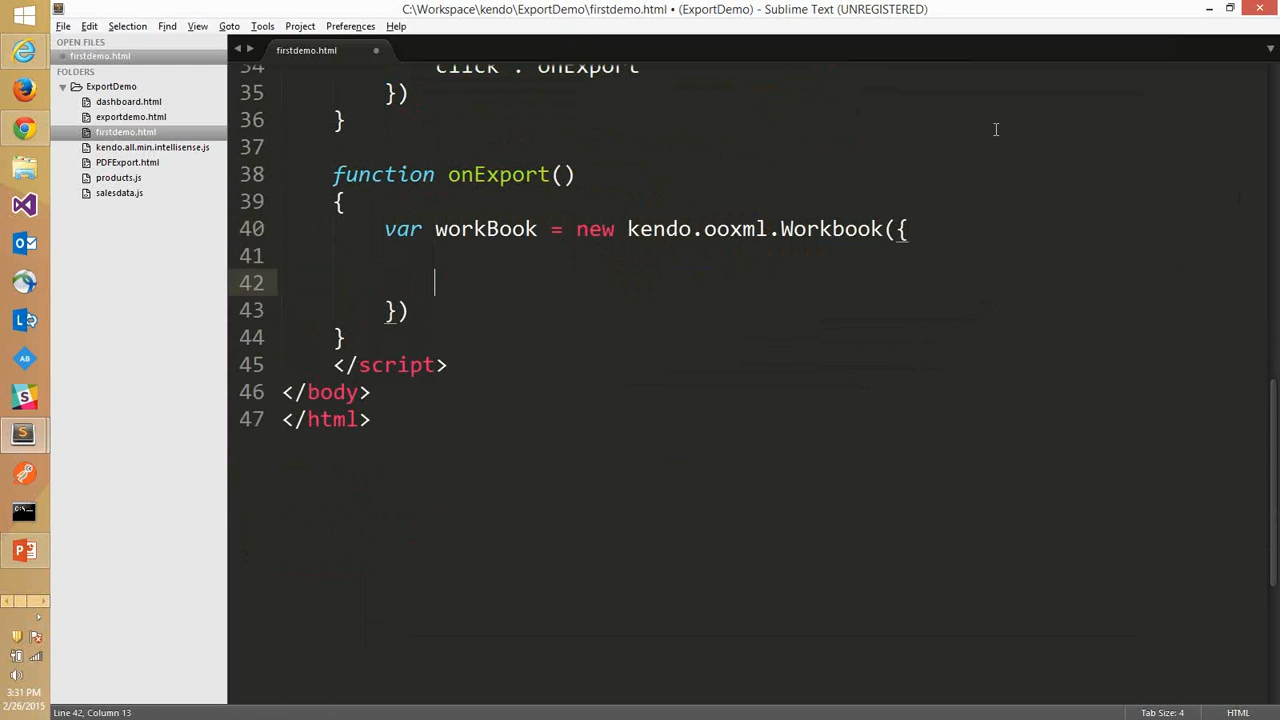 C:\Workspace\kendo\ExportDemo\firstdemo.html • (ExportDemo) - Sublime Text (UNREGISTERED)
File Edit Selection Find View Goto Tools Project Preferences Help
OPEN FILES
firstdemo.html
FOLDERS
ExportDemo
dashboard.html
exportdemo.html
firstdemo.html
kendo.all.min.intellisense.js
PDFExport.html
products.js
salesdata.js
firstdemo.html
34 click : onExport
35 })
36 }
37
38 function onExport()
39 {
40 var workBook = new kendo.ooxml.Workbook({
41
42
43 })
44 }
45 </script>
46 </body>
47 </html>
3:31 PM
2/26/2015
Line 42, Column 13
Tab Size: 4
HTML